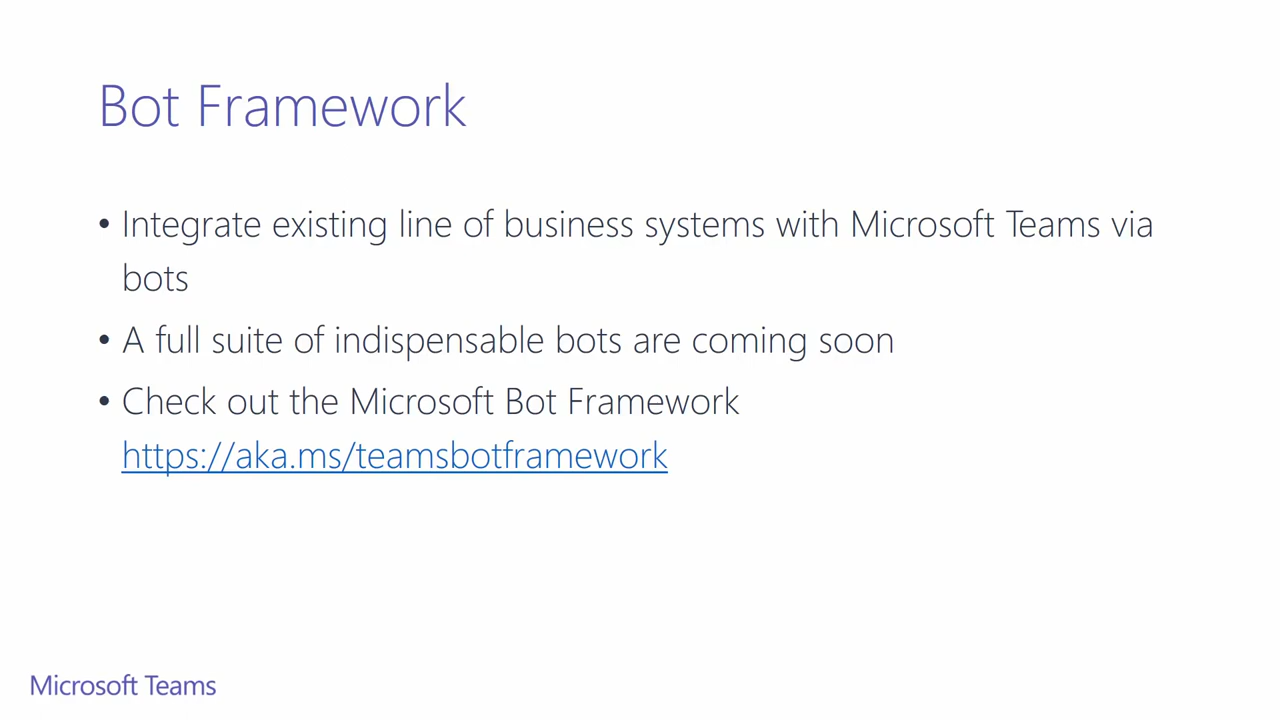 Bot Framework
• Integrate existing line of business systems with Microsoft Teams via
bots
• A full suite of indispensable bots are coming soon
• Check out the Microsoft Bot Framework
https://aka.ms/teamsbotframework
Microsoft Teams